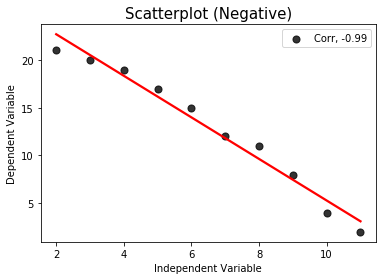 Scatterplot (Negative)
Corr, -0.99
Dependent Variable
20
15
10
5
2
4
6
8
10
Independent Variable